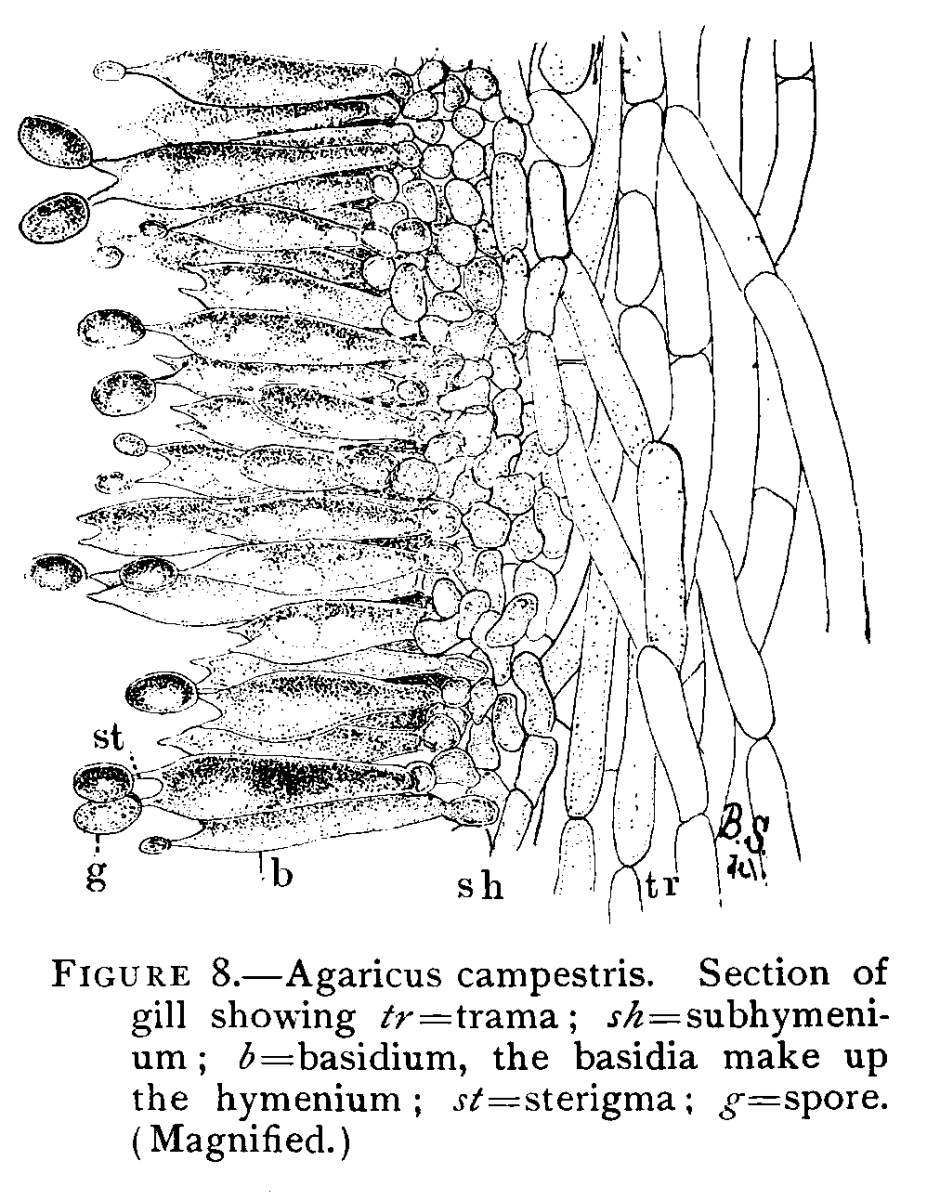 st
g
b
sh
tr
B.S.
FIGURE 8.—Agaricus campestris. Section of
gill showing tr=trama; sh=subhymeni-
um; b=basidium, the basidia make up
the hymenium; st=sterigma; g=spore.
(Magnified.)